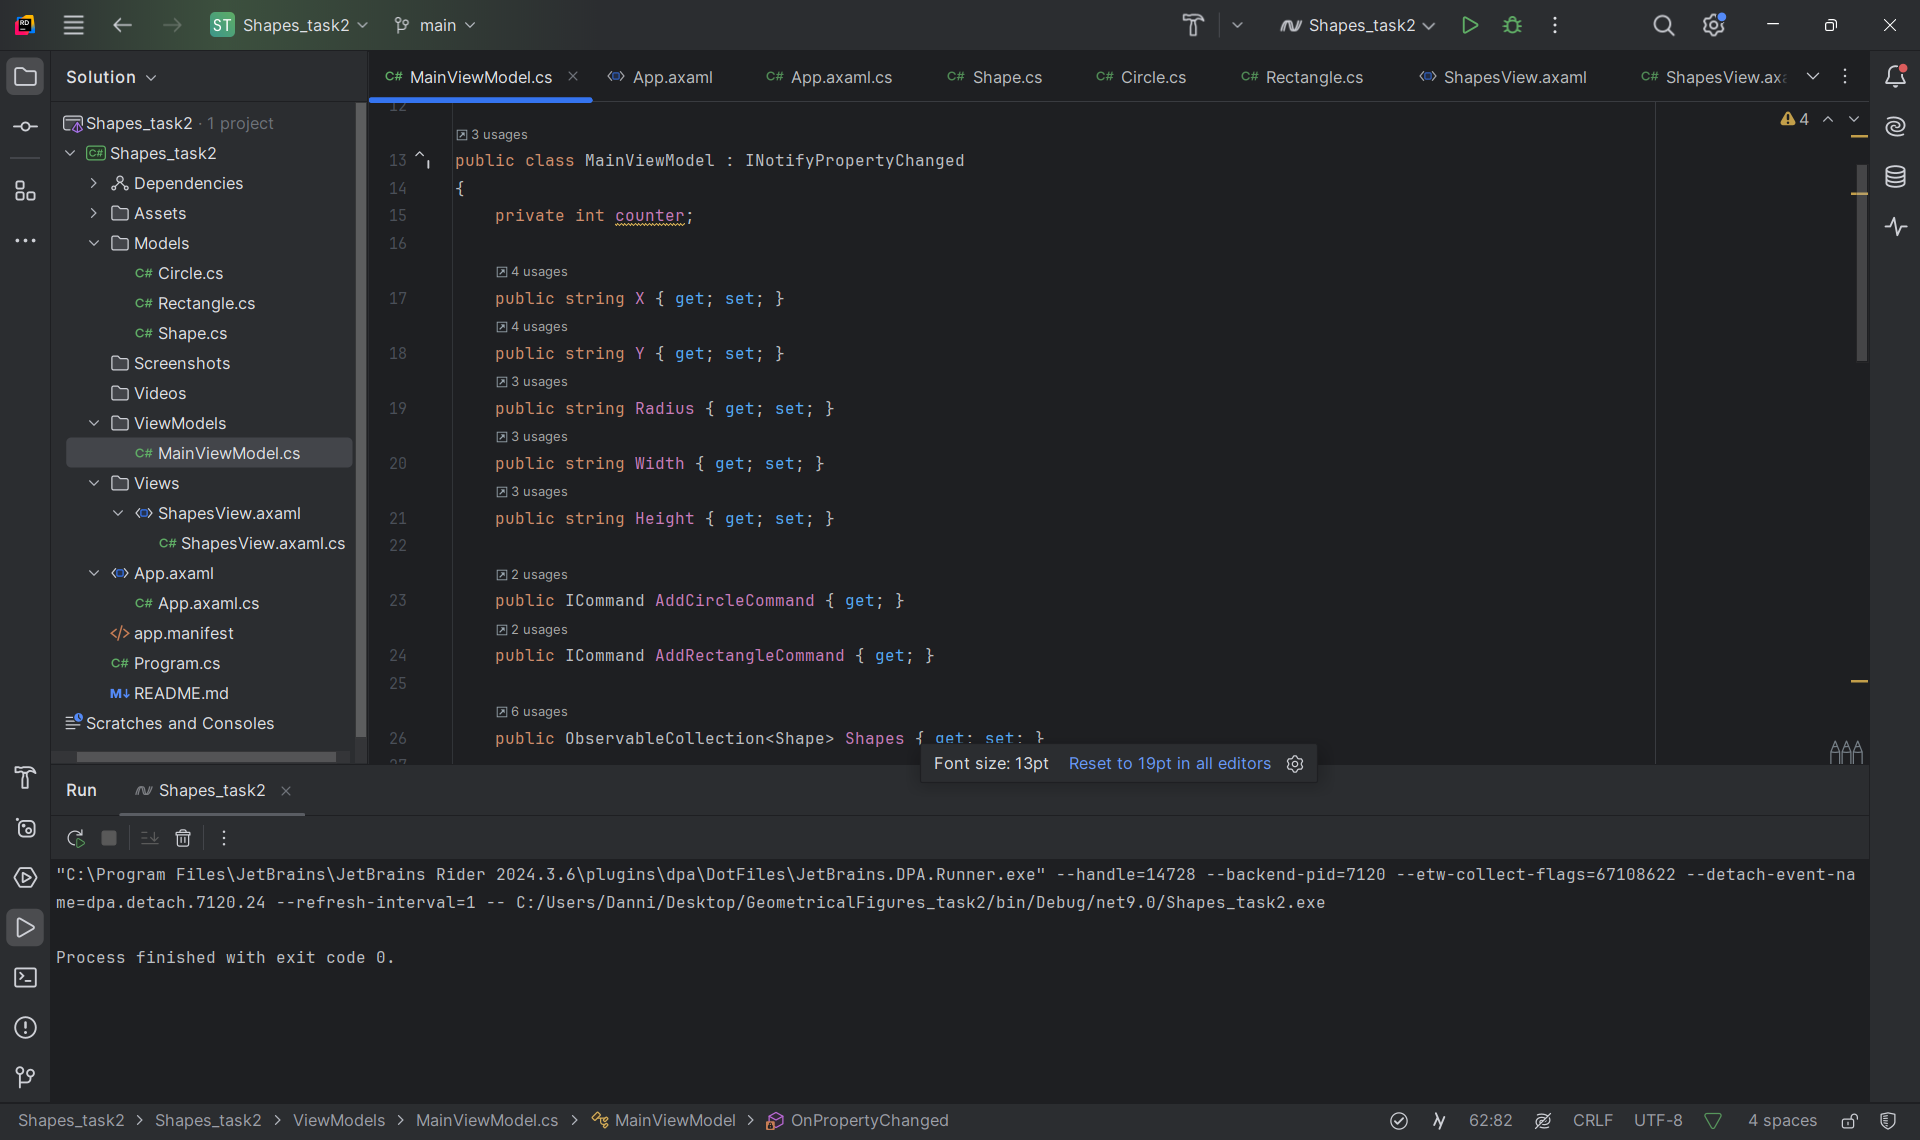 ST Shapes_task2 main Shapes_task2
Solution
MainViewModel.cs App.axaml C# App.axaml.cs C# Shape.cs C# Circle.cs C# Rectangle.cs ShapesView.axaml C# ShapesView.axa
Shapes_task2 · 1 project
C# Shapes_task2
Dependencies
Assets
Models
C# Circle.cs
C# Rectangle.cs
C# Shape.cs
Screenshots
Videos
ViewModels
C# MainViewModel.cs
Views
ShapesView.axaml
C# ShapesView.axaml.cs
App.axaml
C# App.axaml.cs
</> app.manifest
C# Program.cs
M↓ README.md
Scratches and Consoles
12
4
3 usages
13 public class MainViewModel : INotifyPropertyChanged
14 {
15 private int counter;
16
4 usages
17 public string X { get; set; }
4 usages
18 public string Y { get; set; }
3 usages
19 public string Radius { get; set; }
3 usages
20 public string Width { get; set; }
3 usages
21 public string Height { get; set; }
22
2 usages
23 public ICommand AddCircleCommand { get; }
2 usages
24 public ICommand AddRectangleCommand { get; }
25
6 usages
26 public ObservableCollection<Shape> Shapes { get; set; }
Font size: 13pt Reset to 19pt in all editors
Run Shapes_task2
"C:\Program Files\JetBrains\JetBrains Rider 2024.3.6\plugins\dpa\DotFiles\JetBrains.DPA.Runner.exe" --handle=14728 --backend-pid=7120 --etw-collect-flags=67108622 --detach-event-na
me=dpa.detach.7120.24 --refresh-interval=1 -- C:/Users/Danni/Desktop/GeometricalFigures_task2/bin/Debug/net9.0/Shapes_task2.exe
Process finished with exit code 0.
Shapes_task2 > Shapes_task2 > ViewModels > MainViewModel.cs > MainViewModel > OnPropertyChanged
62:82 CRLF UTF-8 4 spaces